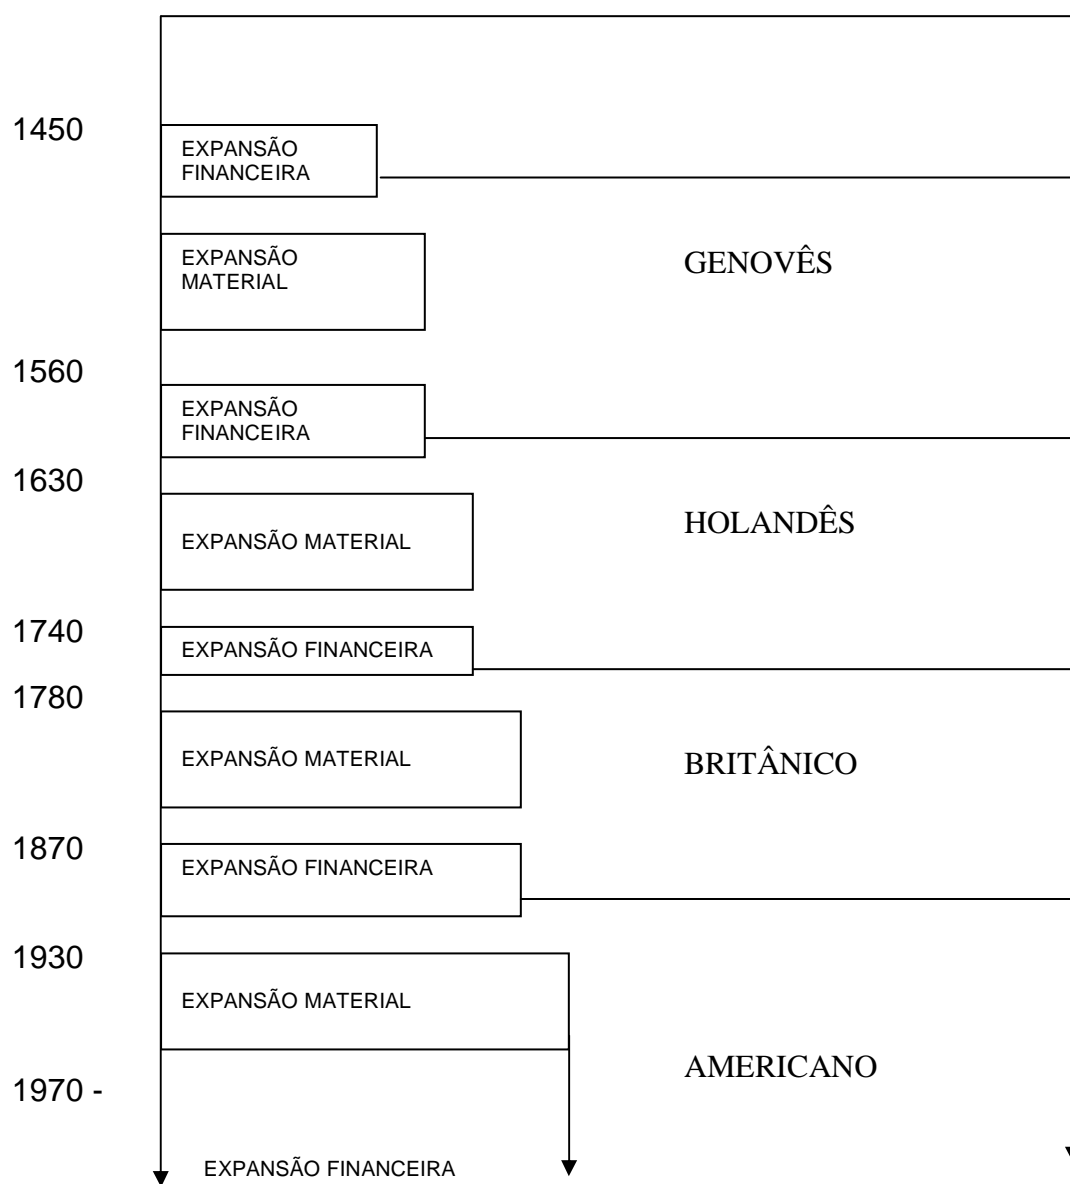 1450
EXPANSÃO
FINANCEIRA
EXPANSÃO
MATERIAL
GENOVÊS
1560
EXPANSÃO
FINANCEIRA
1630
EXPANSÃO MATERIAL
HOLANDÊS
1740
EXPANSÃO FINANCEIRA
1780
EXPANSÃO MATERIAL
BRITÂNICO
1870
EXPANSÃO FINANCEIRA
1930
EXPANSÃO MATERIAL
AMERICANO
1970 -
EXPANSÃO FINANCEIRA